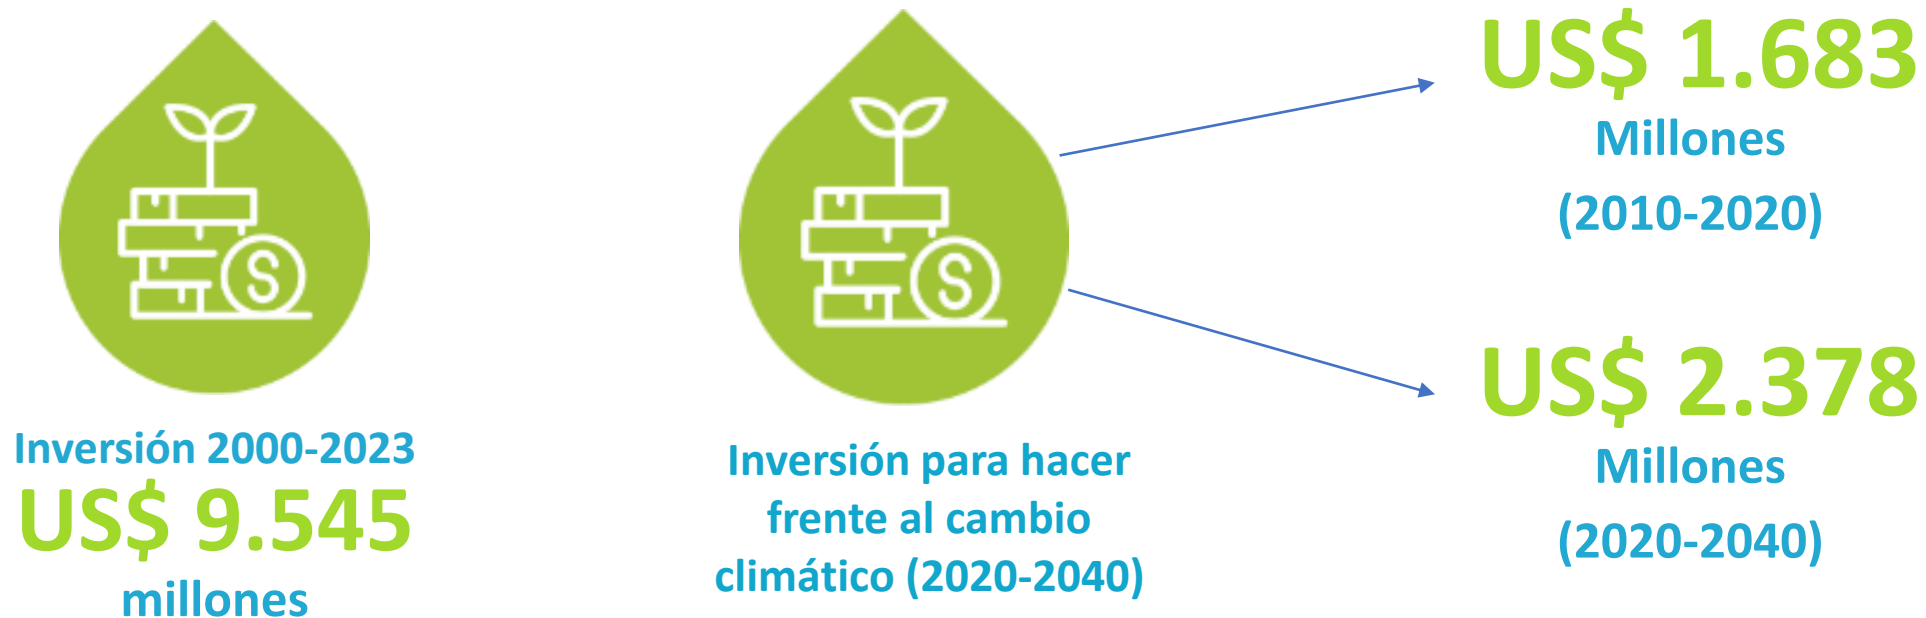 Inversión 2000-2023
US$ 9.545
millones
Inversión para hacer
frente al cambio
climático (2020-2040)
US$ 1.683
Millones
(2010-2020)
US$ 2.378
Millones
(2020-2040)